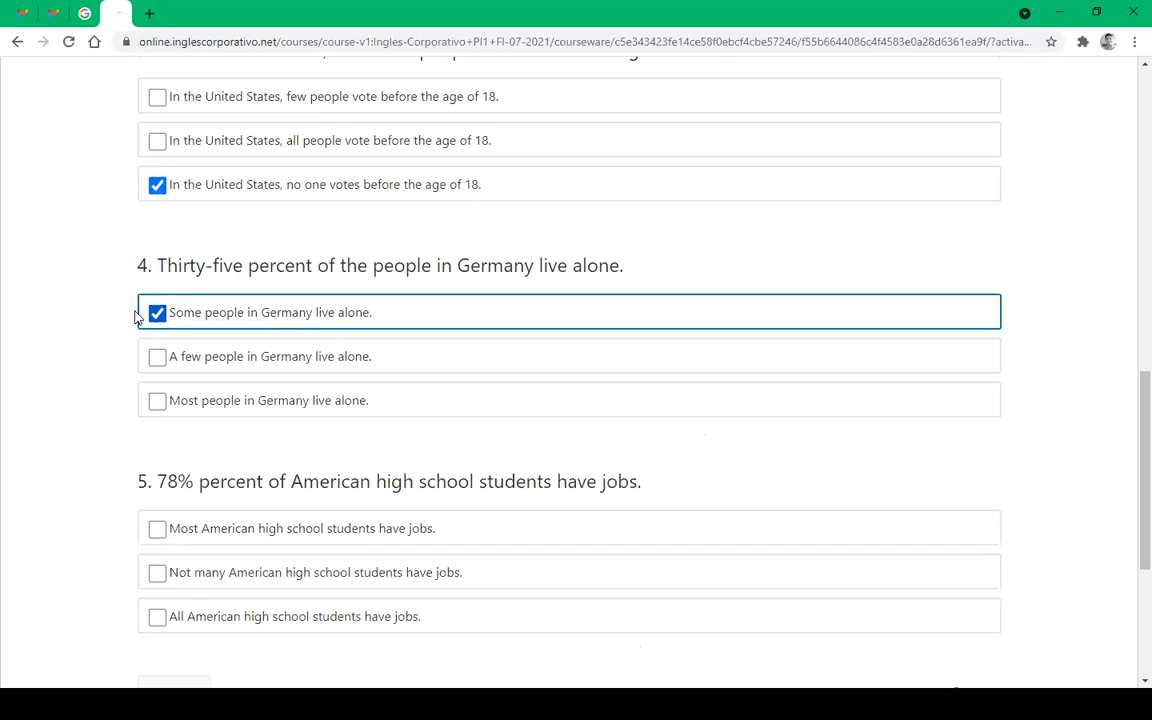 online.inglescorporativo.net/courses/course-v1:Ingles-Corporativo+PI1+FI-07-2021/courseware/c5e343423fe14ce58f0ebcf4cbe57246/f55b6644086c4f4583e0a28d6361ea9f/?activa...
In the United States, few people vote before the age of 18.
In the United States, all people vote before the age of 18.
In the United States, no one votes before the age of 18.
4. Thirty-five percent of the people in Germany live alone.
Some people in Germany live alone.
A few people in Germany live alone.
Most people in Germany live alone.
5. 78% percent of American high school students have jobs.
Most American high school students have jobs.
Not many American high school students have jobs.
All American high school students have jobs.